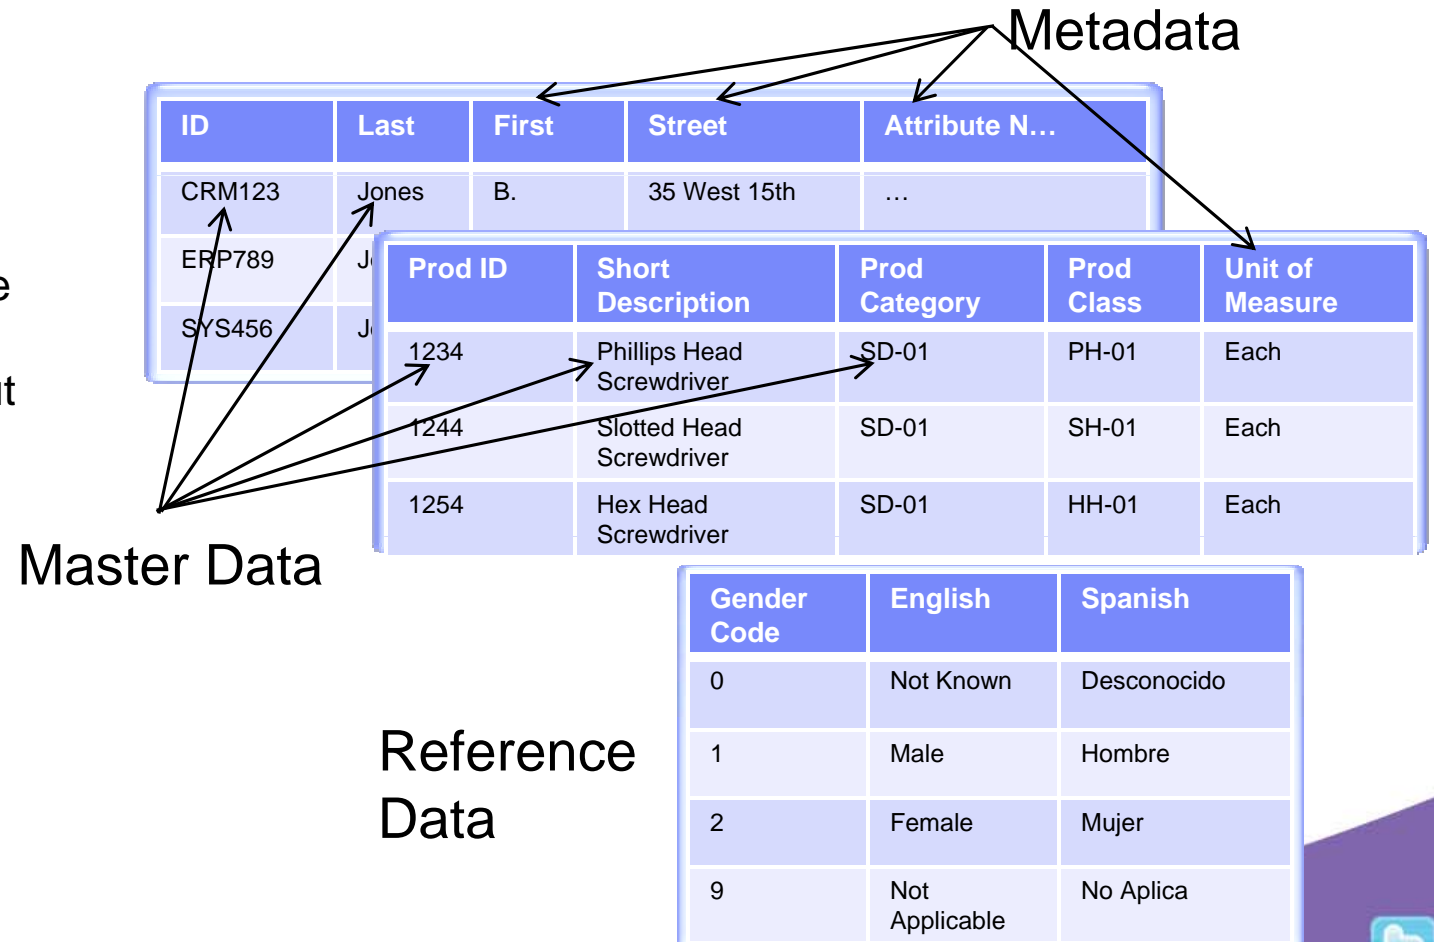 Metadata
ID Last First Street Attribute N…
CRM123 Jones B. 35 West 15th …
ERP789
SYS456
Prod ID Short Description Prod Category Prod Class Unit of Measure
1234 Phillips Head Screwdriver SD-01 PH-01 Each
1244 Slotted Head Screwdriver SD-01 SH-01 Each
1254 Hex Head Screwdriver SD-01 HH-01 Each
Master Data
Gender Code English Spanish
0 Not Known Desconocido
1 Male Hombre
2 Female Mujer
9 Not Applicable No Aplica
Reference
Data